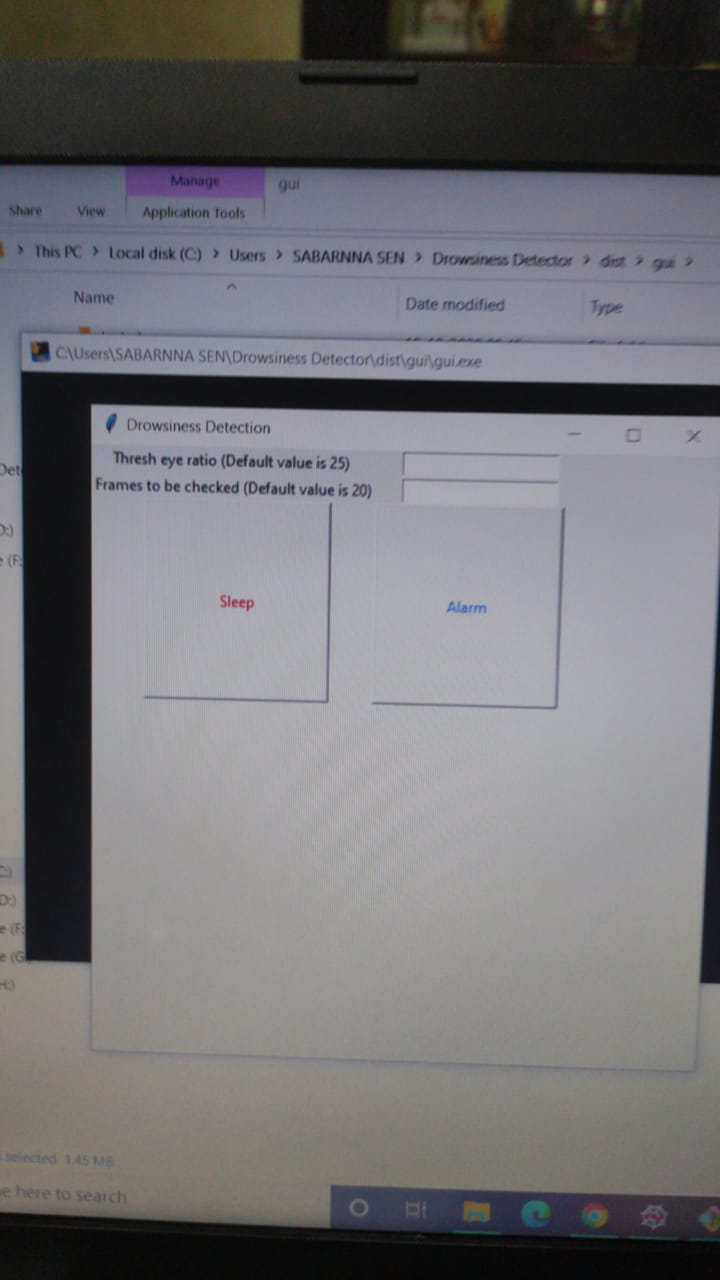 Manage
gui
Share
View
Application Tools
> This PC > Local disk (C:) > Users > SABARNNA SEN > Drowsiness Detector > dist > gui >
Name
Date modified
Type
C:\Users\SABARNNA SEN\Drowsiness Detector\dist\gui\gui.exe
Drowsiness Detection
Thresh eye ratio (Default value is 25)
Frames to be checked (Default value is 20)
Sleep
Alarm
Det
D:)
e (F:
C:)
D:)
e (F:
e (G
H:)
selected 1.45 MB
e here to search